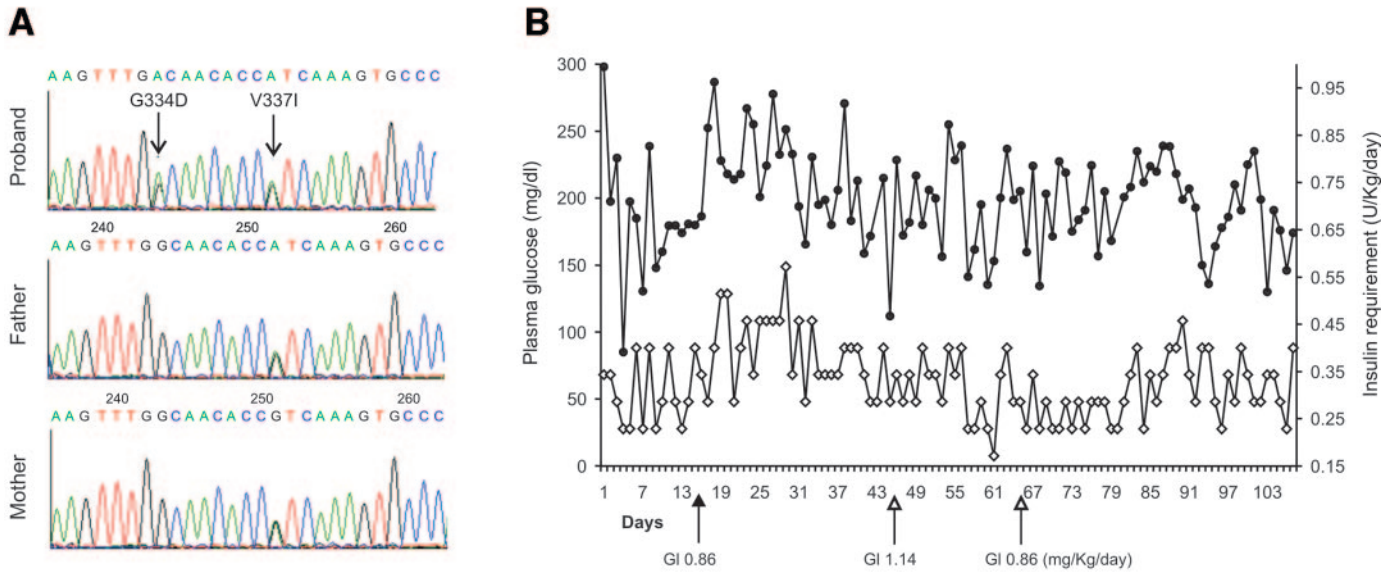 A
AAGTTTGACAACACCATCAAAGTGCCC
G334D V337I
Proband
240 250 260
AAGTTTGGCAACACCATCAAAGTGCCC
Father
240 250 260
AAGTTTGGCAACACCGTCAAAGTGCCC
Mother
B
300 0.95
250 0.85
200 0.75
150 0.65
100 0.55
50 0.45
0 0.35
0.25
0.15
Plasma glucose (mg/dl)
Insulin requirement (U/Kg/day)
1 7 13 19 25 31 37 43 49 55 61 67 73 79 85 91 97 103
Days
GI 0.86 GI 1.14 GI 0.86 (mg/Kg/day)